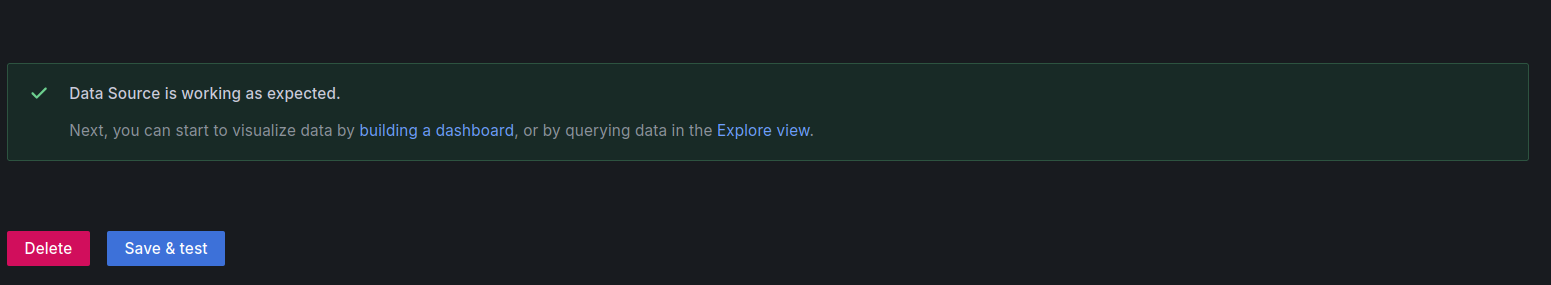 Data Source is working as expected.
Next, you can start to visualize data by building a dashboard, or by querying data in the Explore view.
Delete
Save & test